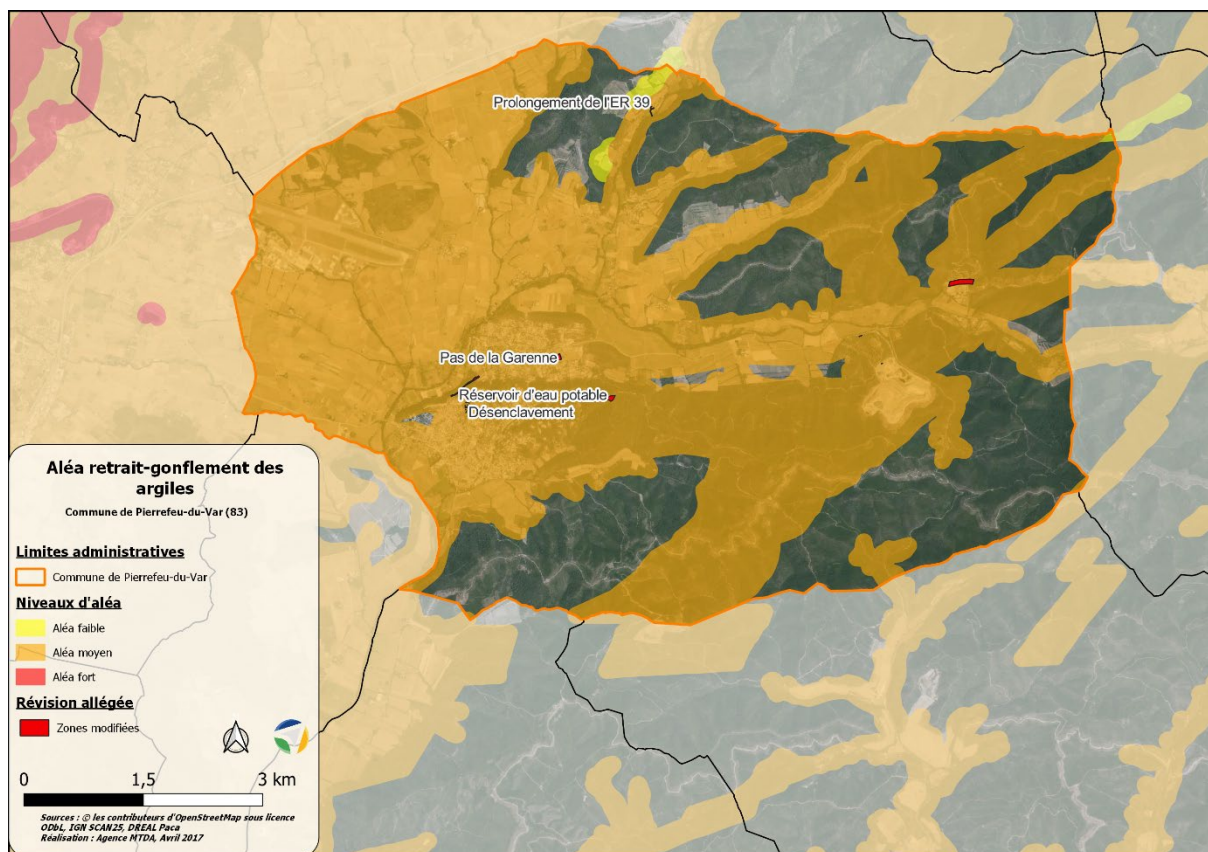 Prolongement de l'ER 39
Pas de la Garenne
Réservoir d'eau potable
Désenclavement
Aléa retrait-gonflement des
argiles
Commune de Pierrefeu-du-Var (83)
Limites administratives
Commune de Pierrefeu-du-Var
Niveaux d'aléa
Aléa faible
Aléa moyen
Aléa fort
Révision allégée
Zones modifiées
0 1,5 3 km
Sources : © les contributeurs d'OpenStreetMap sous licence
ODbL, IGN SCAN25, DREAL Paca
Réalisation : Agence MTDA, Avril 2017